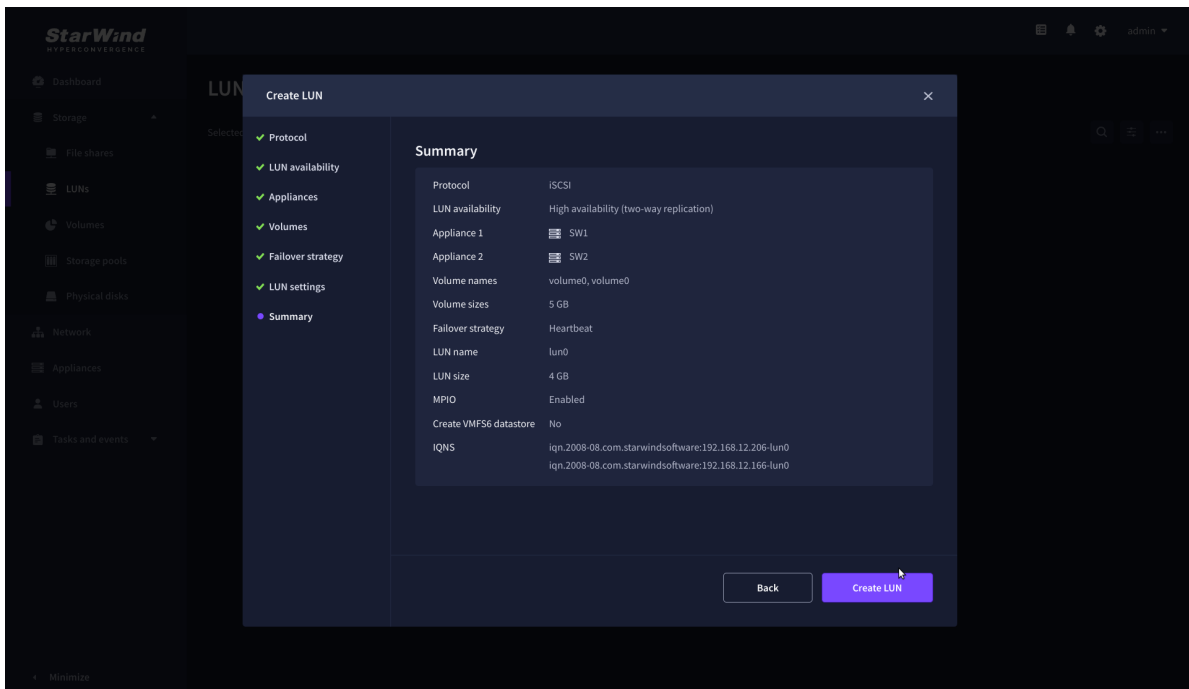 StarWind
HYPERCONVERGENCE
admin
Dashboard
Storage
File shares
LUNs
Volumes
Storage pools
Physical disks
Network
Appliances
Users
Tasks and events
Minimize
LUN
Selected
Create LUN
Protocol
LUN availability
Appliances
Volumes
Failover strategy
LUN settings
Summary
Summary
Protocol iSCSI
LUN availability High availability (two-way replication)
Appliance 1 SW1
Appliance 2 SW2
Volume names volume0, volume0
Volume sizes 5 GB
Failover strategy Heartbeat
LUN name lun0
LUN size 4 GB
MPIO Enabled
Create VMFS6 datastore No
IQNS iqn.2008-08.com.starwindsoftware:192.168.12.206-lun0
iqn.2008-08.com.starwindsoftware:192.168.12.166-lun0
Back Create LUN